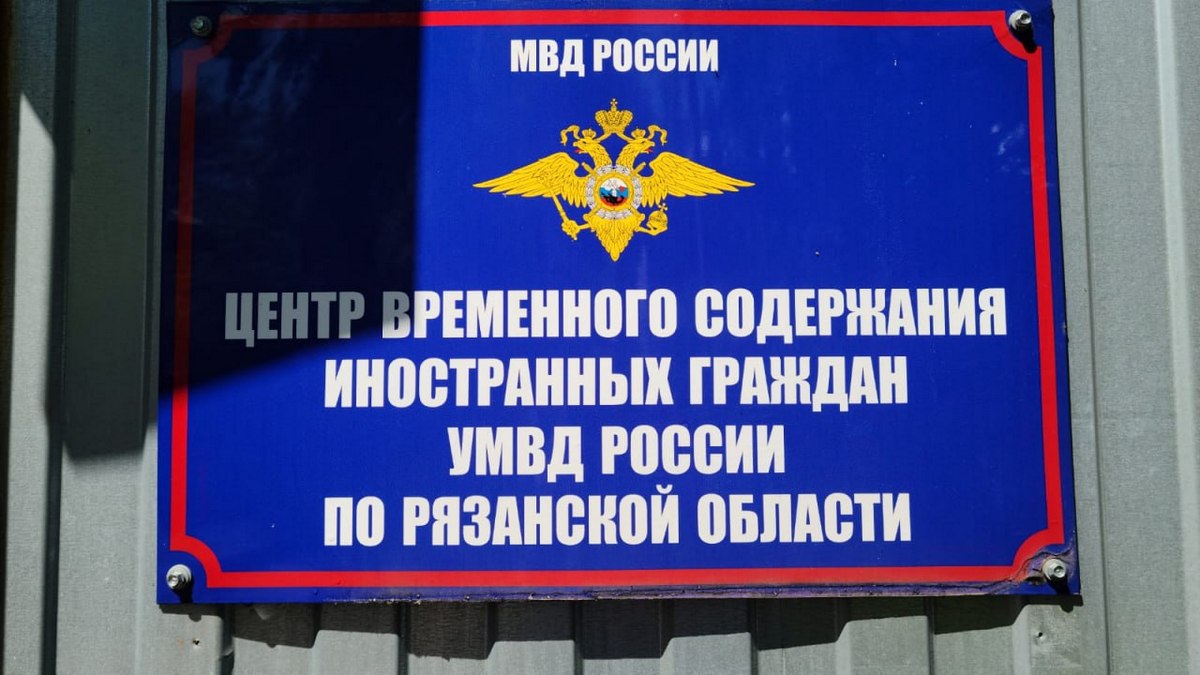 МВД РОССИИ
ЦЕНТР ВРЕМЕННОГО СОДЕРЖАНИЯ
ИНОСТРАННЫХ ГРАЖДАН
УМВД РОССИИ
ПО РЯЗАНСКОЙ ОБЛАСТИ